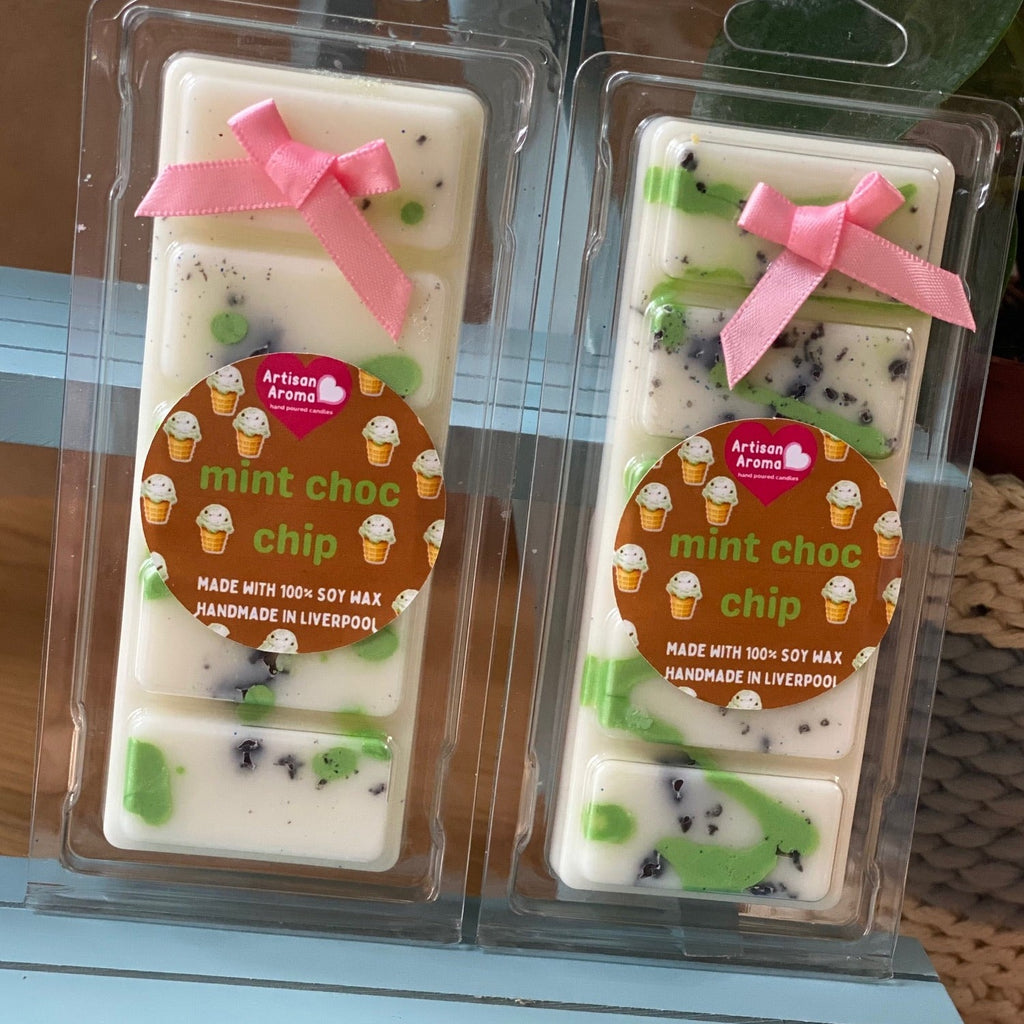 Artisan
Aroma
hand poured candles
mint choc
chip
MADE WITH 100% SOY WAX
HANDMADE IN LIVERPOOL
Artisan
Aroma
hand poured candles
mint choc
chip
MADE WITH 100% SOY WAX
HANDMADE IN LIVERPOOL